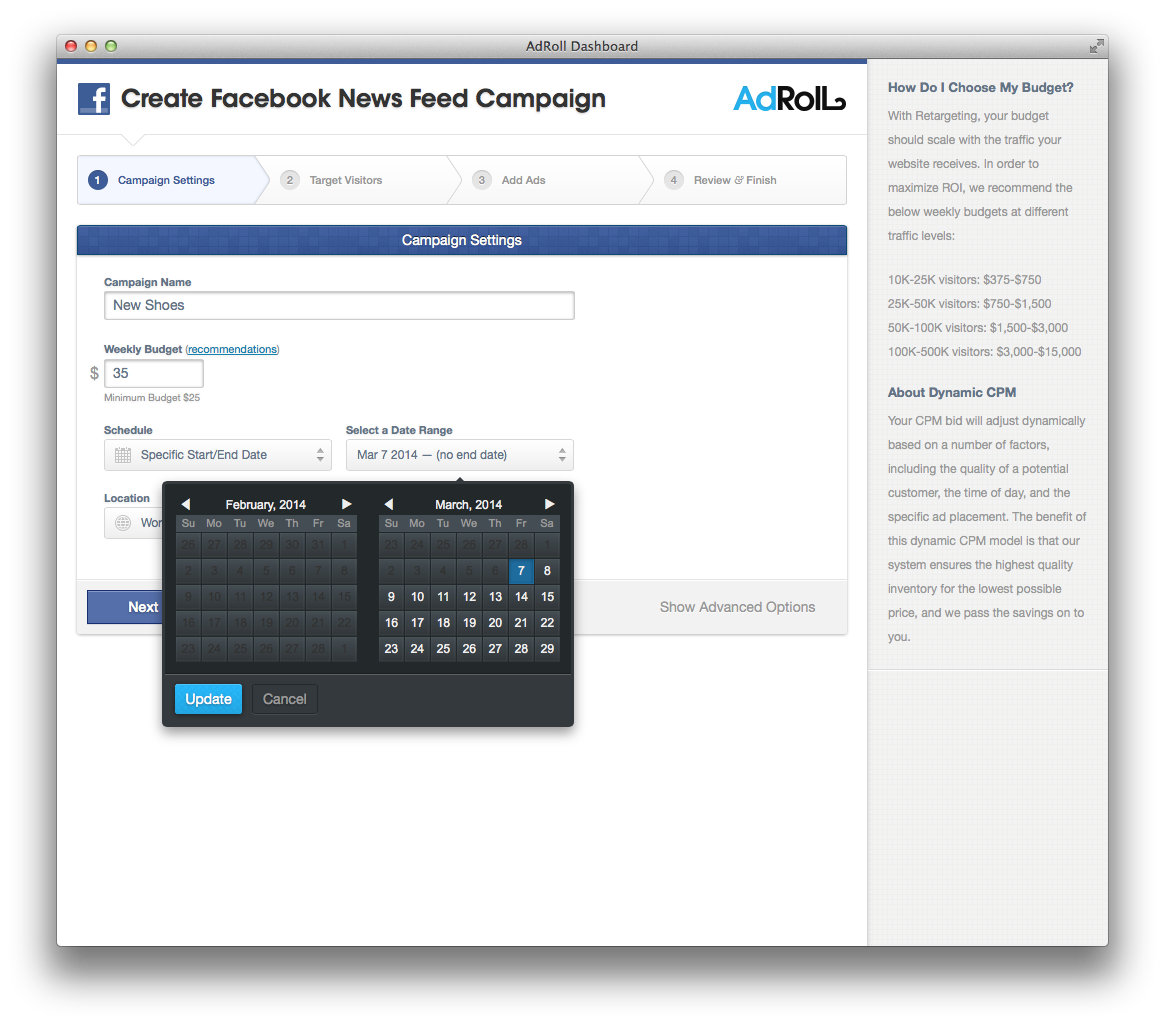 AdRoll Dashboard
Create Facebook News Feed Campaign
AdRoll
1 Campaign Settings
2 Target Visitors
3 Add Ads
4 Review & Finish
Campaign Settings
Campaign Name
New Shoes
Weekly Budget (recommendations)
$ 35
Minimum Budget $25
Schedule
Specific Start/End Date
Select a Date Range
Mar 7 2014 — (no end date)
Location
Wor
February, 2014
Su Mo Tu We Th Fr Sa
26 27 28 29 30 31 1
2 3 4 5 6 7 8
9 10 11 12 13 14 15
16 17 18 19 20 21 22
23 24 25 26 27 28 1
March, 2014
Su Mo Tu We Th Fr Sa
23 24 25 26 27 28 1
2 3 4 5 6 7 8
9 10 11 12 13 14 15
16 17 18 19 20 21 22
23 24 25 26 27 28 29
Update
Cancel
Next
Show Advanced Options
How Do I Choose My Budget?
With Retargeting, your budget
should scale with the traffic your
website receives. In order to
maximize ROI, we recommend the
below weekly budgets at different
traffic levels:
10K-25K visitors: $375-$750
25K-50K visitors: $750-$1,500
50K-100K visitors: $1,500-$3,000
100K-500K visitors: $3,000-$15,000
About Dynamic CPM
Your CPM bid will adjust dynamically
based on a number of factors,
including the quality of a potential
customer, the time of day, and the
specific ad placement. The benefit of
this dynamic CPM model is that our
system ensures the highest quality
inventory for the lowest possible
price, and we pass the savings on to
you.